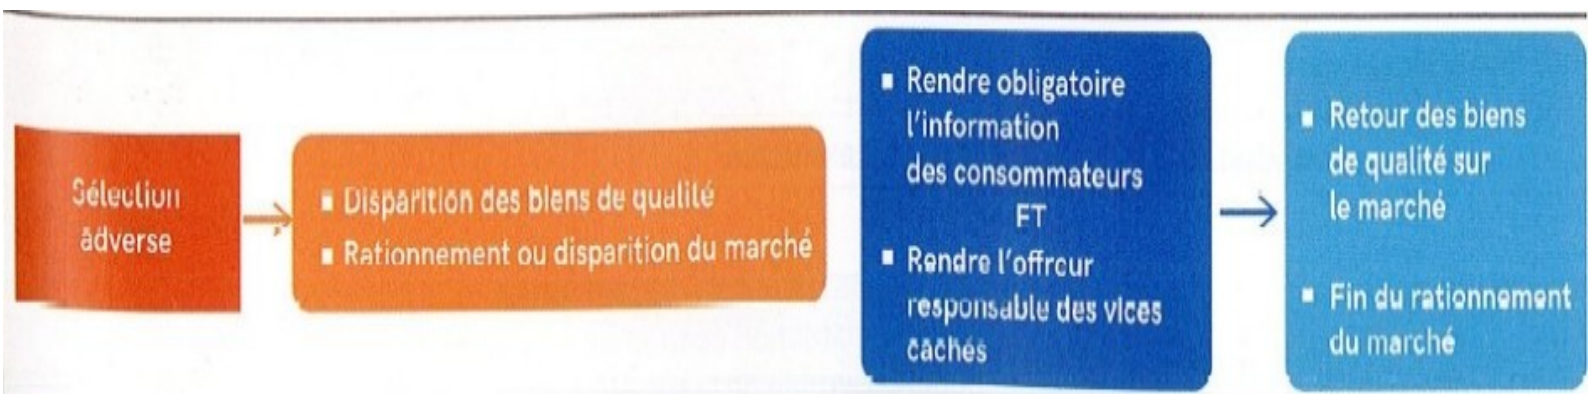 Sélection
adverse
▪ Disparition des biens de qualité
▪ Rationnement ou disparition du marché
▪ Rendre obligatoire
l'information
des consommateurs
ET
▪ Rendre l'offreur
responsable des vices
cachés
▪ Retour des biens
de qualité sur
le marché
▪ Fin du rationnement
du marché